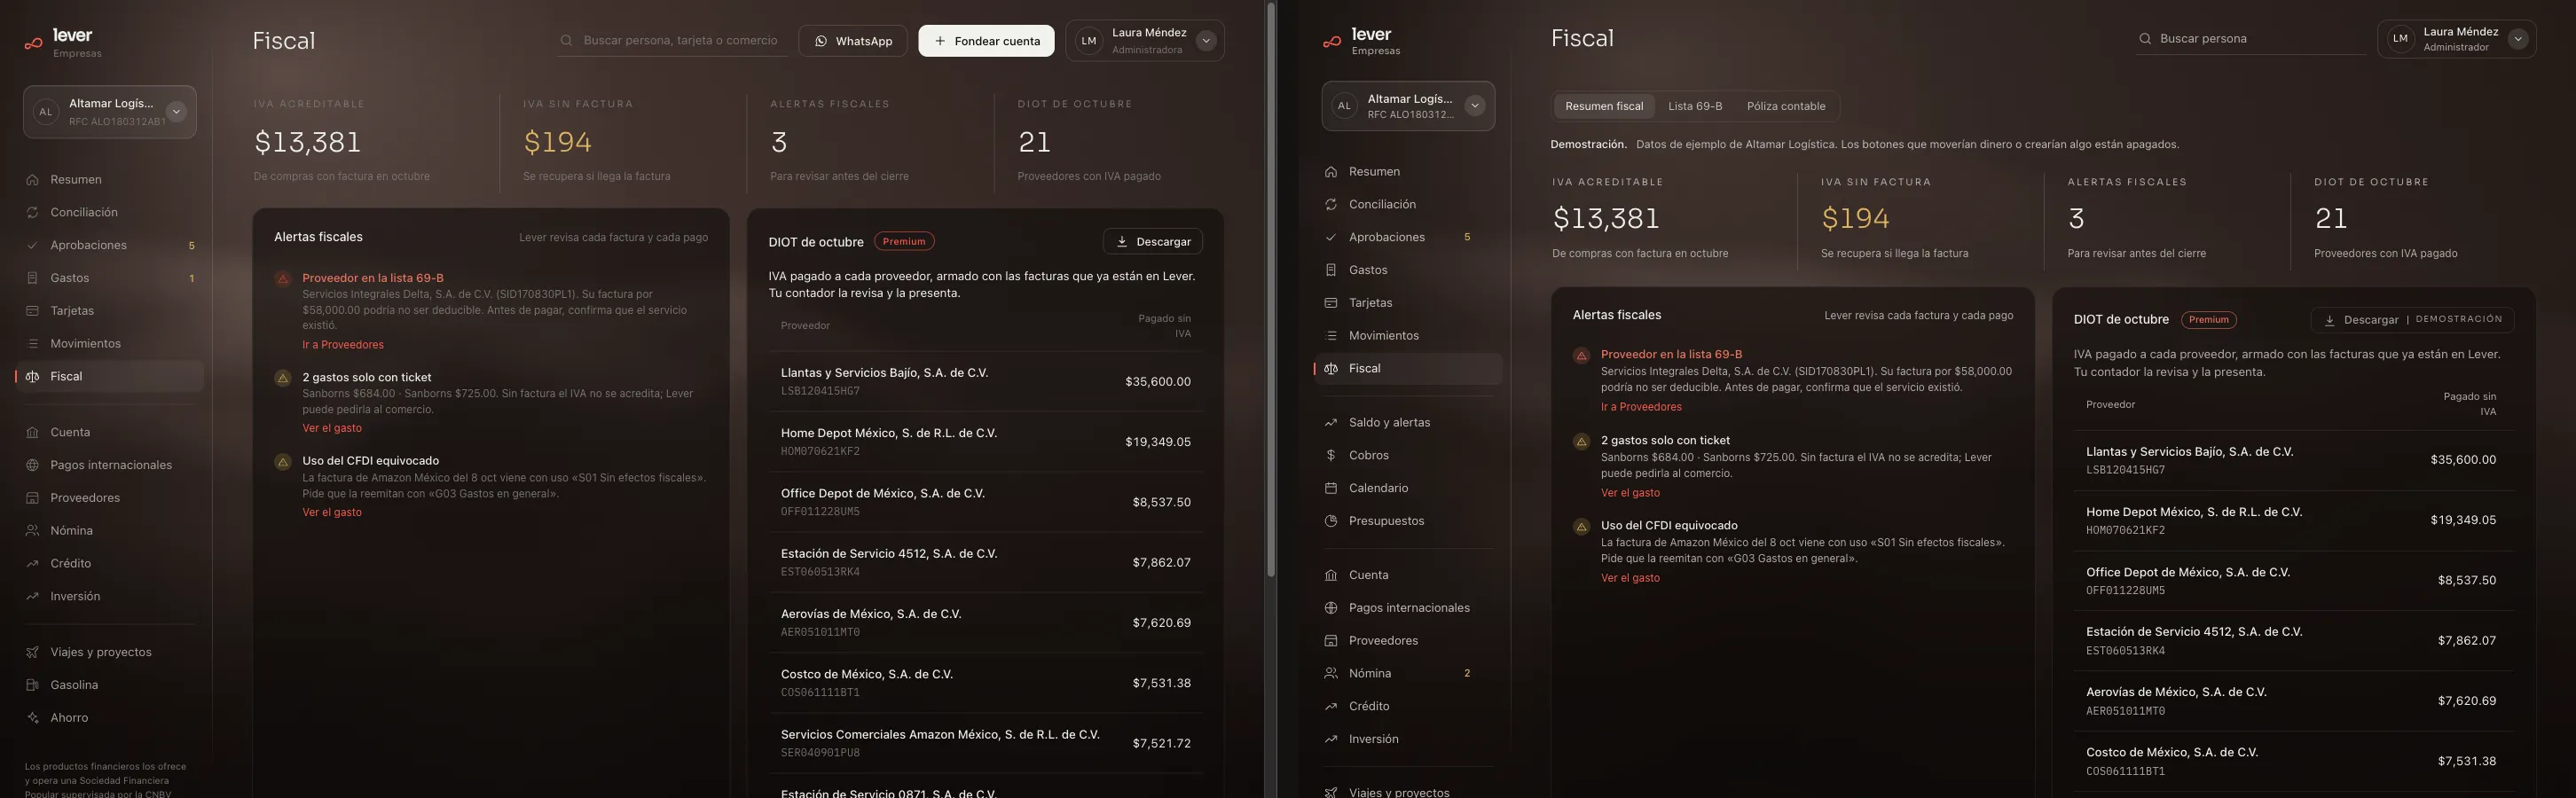 lever
Empresas
AL
Altamar Logís...
RFC ALO180312AB1
Resumen
Conciliación
Aprobaciones 5
Gastos 1
Tarjetas
Movimientos
Fiscal
Cuenta
Pagos internacionales
Proveedores
Nómina
Crédito
Inversión
Viajes y proyectos
Gasolina
Ahorro
Los productos financieros los ofrece
y opera una Sociedad Financiera
Popular supervisada por la CNBV
Fiscal
Buscar persona, tarjeta o comercio
WhatsApp
Fondear cuenta
LM
Laura Méndez
Administradora
IVA ACREDITABLE
$13,381
De compras con factura en octubre
IVA SIN FACTURA
$194
Se recupera si llega la factura
ALERTAS FISCALES
3
Para revisar antes del cierre
DIOT DE OCTUBRE
21
Proveedores con IVA pagado
Alertas fiscales
Lever revisa cada factura y cada pago
Proveedor en la lista 69-B
Servicios Integrales Delta, S.A. de C.V. (SID170830PL1). Su factura por
$58,000.00 podría no ser deducible. Antes de pagar, confirma que el servicio
existió.
Ir a Proveedores
2 gastos solo con ticket
Sanborns $684.00 · Sanborns $725.00. Sin factura el IVA no se acredita; Lever
puede pedirla al comercio.
Ver el gasto
Uso del CFDI equivocado
La factura de Amazon México del 8 oct viene con uso «S01 Sin efectos fiscales».
Pide que la reemitan con «G03 Gastos en general».
Ver el gasto
DIOT de octubre
Premium
Descargar
IVA pagado a cada proveedor, armado con las facturas que ya están en Lever.
Tu contador la revisa y la presenta.
Proveedor
Pagado sin
IVA
Llantas y Servicios Bajío, S.A. de C.V.
LSB120415HG7
$35,600.00
Home Depot México, S. de R.L. de C.V.
HOM070621KF2
$19,349.05
Office Depot de México, S.A. de C.V.
OFF011228UM5
$8,537.50
Estación de Servicio 4512, S.A. de C.V.
EST060513RK4
$7,862.07
Aerovías de México, S.A. de C.V.
AER051011MT0
$7,620.69
Costco de México, S.A. de C.V.
COS061111BT1
$7,531.38
Servicios Comerciales Amazon México, S. de R.L. de C.V.
SER040901PU8
$7,521.72
Estación de Servicio 0871, S.A. de C.V.
lever
Empresas
AL
Altamar Logís...
RFC ALO180312...
Resumen
Conciliación
Aprobaciones 5
Gastos
Tarjetas
Movimientos
Fiscal
Saldo y alertas
Cobros
Calendario
Presupuestos
Cuenta
Pagos internacionales
Proveedores
Nómina 2
Crédito
Inversión
Viajes y proyectos
Fiscal
Buscar persona
LM
Laura Méndez
Administrador
Resumen fiscal
Lista 69-B
Póliza contable
Demostración. Datos de ejemplo de Altamar Logística. Los botones que moverían dinero o crearían algo están apagados.
IVA ACREDITABLE
$13,381
De compras con factura en octubre
IVA SIN FACTURA
$194
Se recupera si llega la factura
ALERTAS FISCALES
3
Para revisar antes del cierre
DIOT DE OCTUBRE
21
Proveedores con IVA pagado
Alertas fiscales
Lever revisa cada factura y cada pago
Proveedor en la lista 69-B
Servicios Integrales Delta, S.A. de C.V. (SID170830PL1). Su factura por $58,000.00
podría no ser deducible. Antes de pagar, confirma que el servicio existió.
Ir a Proveedores
2 gastos solo con ticket
Sanborns $684.00 · Sanborns $725.00. Sin factura el IVA no se acredita; Lever
puede pedirla al comercio.
Ver el gasto
Uso del CFDI equivocado
La factura de Amazon México del 8 oct viene con uso «S01 Sin efectos fiscales».
Pide que la reemitan con «G03 Gastos en general».
Ver el gasto
DIOT de octubre
Premium
Descargar | DEMOSTRACIÓN
IVA pagado a cada proveedor, armado con las facturas que ya están en Lever.
Tu contador la revisa y la presenta.
Proveedor
Pagado sin
IVA
Llantas y Servicios Bajío, S.A. de C.V.
LSB120415HG7
$35,600.00
Home Depot México, S. de R.L. de C.V.
HOM070621KF2
$19,349.05
Office Depot de México, S.A. de C.V.
OFF011228UM5
$8,537.50
Estación de Servicio 4512, S.A. de C.V.
EST060513RK4
$7,862.07
Aerovías de México, S.A. de C.V.
AER051011MT0
$7,620.69
Costco de México, S.A. de C.V.
COS061111BT1
$7,531.38